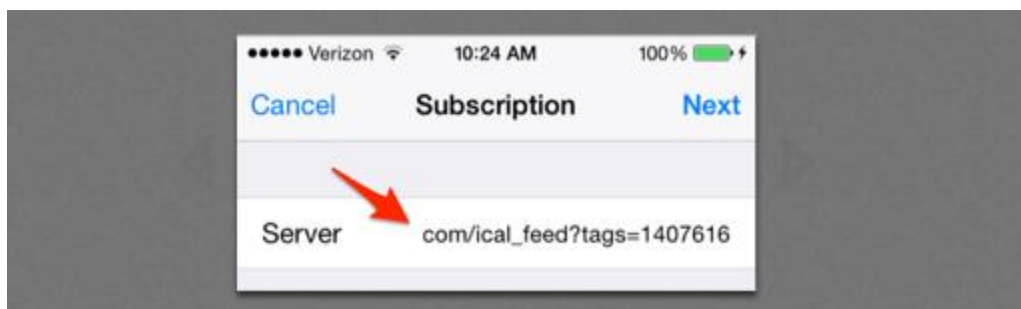 Verizon 10:24 AM 100%
Cancel Subscription Next
Server com/ical_feed?tags=1407616